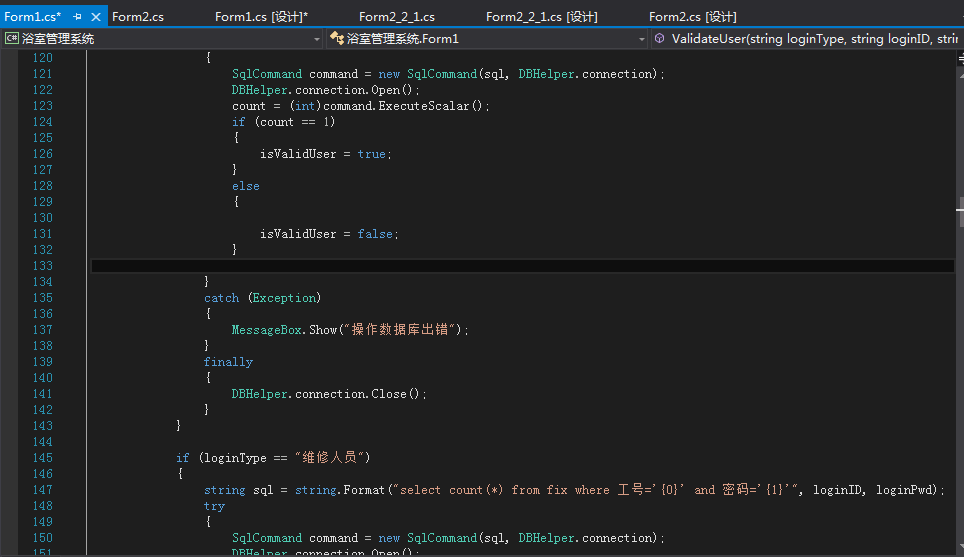 Form1.cs* Form2.cs Form1.cs [设计]* Form2_2_1.cs Form2_2_1.cs [设计] Form2.cs [设计]
C# 浴室管理系统 浴室管理系统.Form1 ValidateUser(string loginType, string loginID, strin
120 {
121 SqlCommand command = new SqlCommand(sql, DBHelper.connection);
122 DBHelper.connection.Open();
123 count = (int)command.ExecuteScalar();
124 if (count == 1)
125 {
126 isValidUser = true;
127 }
128 else
129 {
130
131 isValidUser = false;
132 }
133
134 }
135 catch (Exception)
136 {
137 MessageBox.Show("操作数据库出错");
138 }
139 finally
140 {
141 DBHelper.connection.Close();
142 }
143 }
144
145 if (loginType == "维修人员")
146 {
147 string sql = string.Format("select count(*) from fix where 工号='{0}' and 密码='{1}'", loginID, loginPwd);
148 try
149 {
150 SqlCommand command = new SqlCommand(sql, DBHelper.connection);
151 DBHelper.connection.Open();